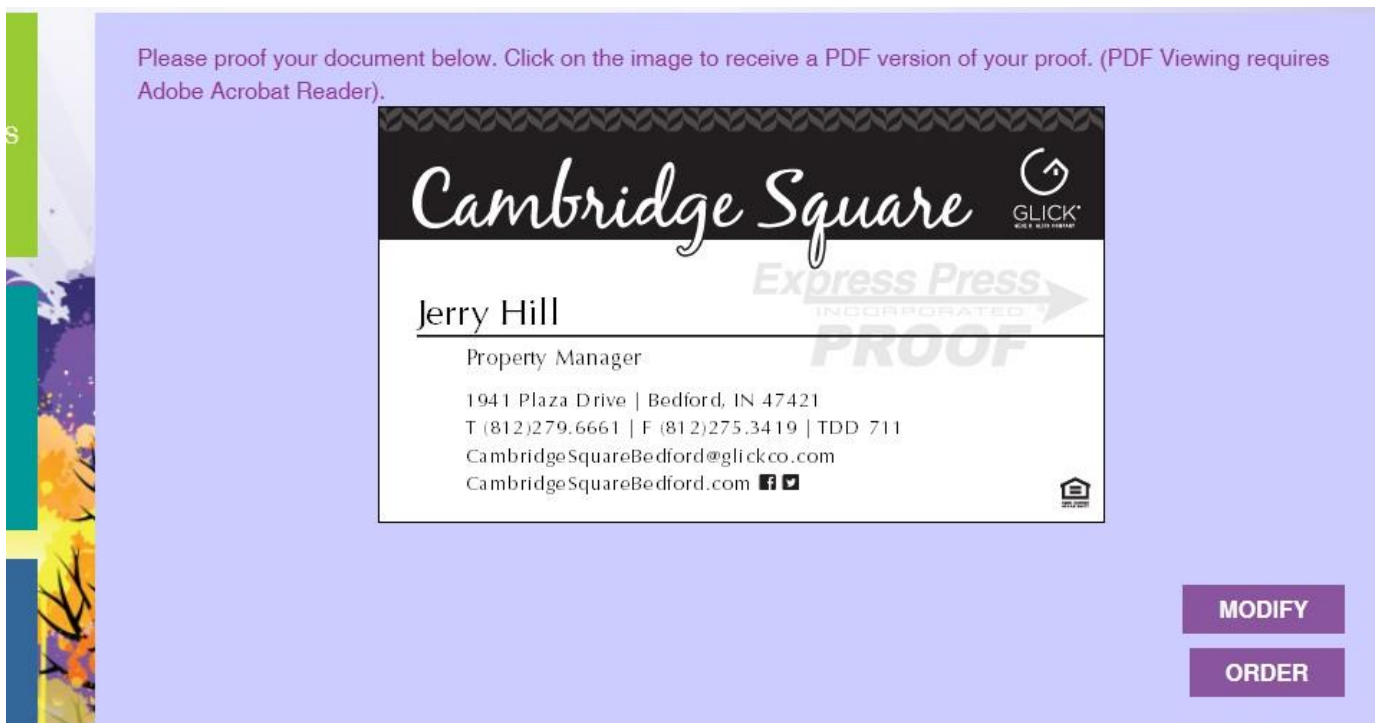 Please proof your document below. Click on the image to receive a PDF version of your proof. (PDF Viewing requires
Adobe Acrobat Reader).
S
Cambridge Square
GLICK
Express Press
INCORPORATED
PROOF
Jerry Hill
Property Manager
1941 Plaza Drive | Bedford, IN 47421
T (812)279.6661 | F (812)275.3419 | TDD 711
CambridgeSquareBedford@glickco.com
CambridgeSquareBedford.com
MODIFY
ORDER